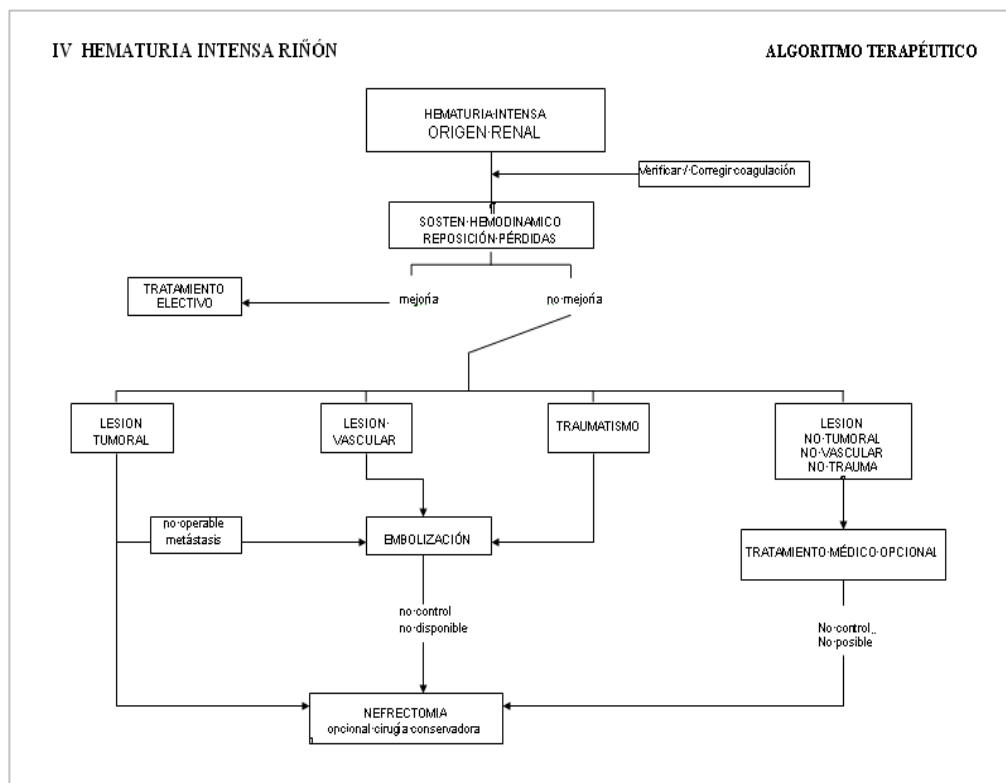 IV HEMATURIA INTENSA RIÑÓN
ALGORITMO TERAPÉUTICO
HEMATURIA·INTENSA
ORIGEN·RENAL
Verificar·/·Corregir·coagulación
SOSTEN·HEMODINAMICO
REPOSICIÓN·PÉRDIDAS
TRATAMIENTO
ELECTIVO
mejoría
no·mejoría
LESION
TUMORAL
LESION·
VASCULAR
TRAUMATISMO
LESION
NO·TUMORAL
NO·VASCULAR
NO·TRAUMA
no·operable
metástasis
EMBOLIZACIÓN
TRATAMIENTO·MÉDICO·OPCIONAL
no·control
no·disponible
No·control..
No·posible
NEFRECTOMIA
opcional·cirugía·conservadora